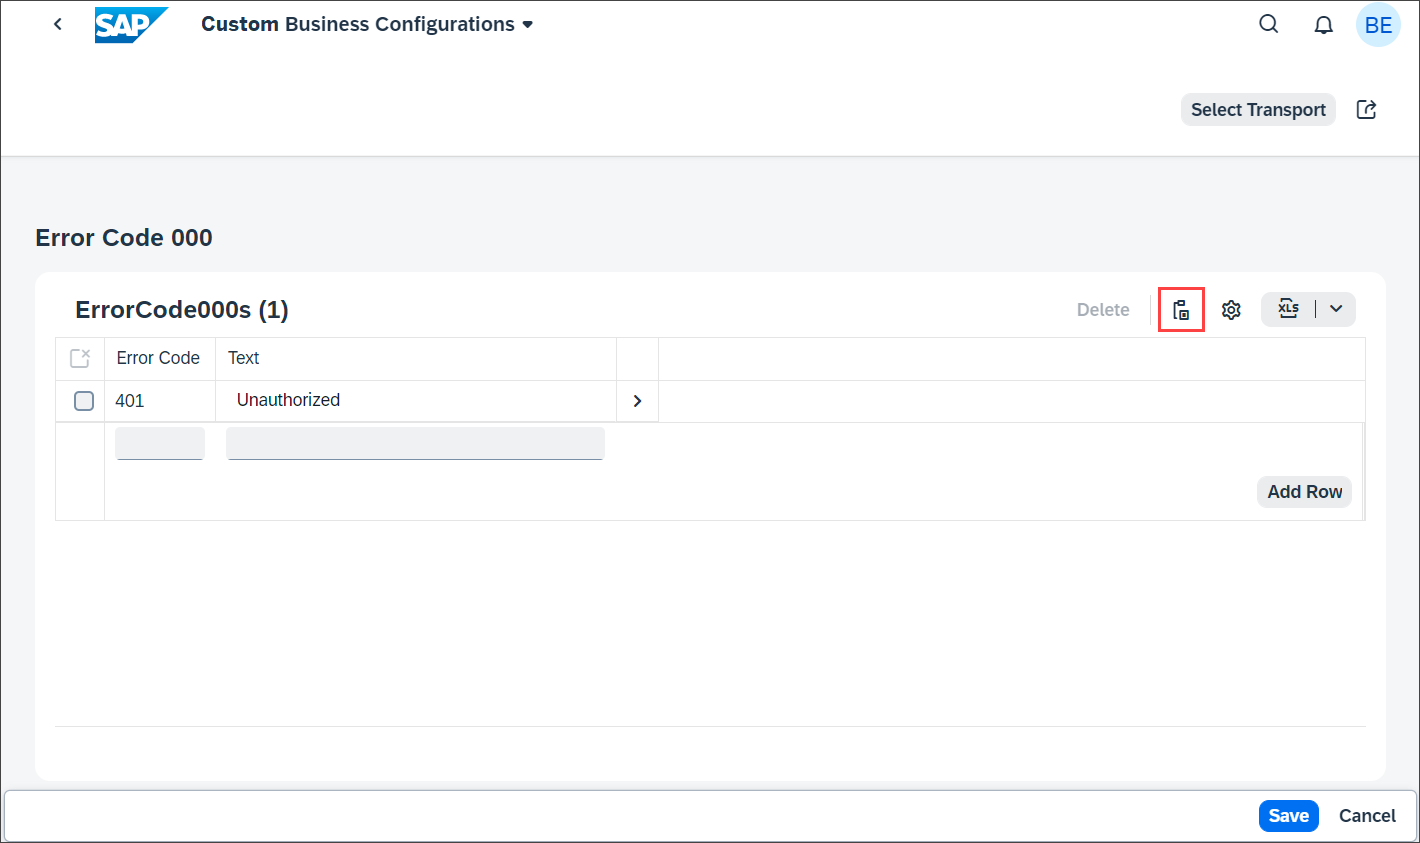 SAP Custom Business Configurations
BE
Select Transport
Error Code 000
ErrorCode000s (1)
Delete
XLS
Error Code Text
401 Unauthorized
Add Row
Save Cancel